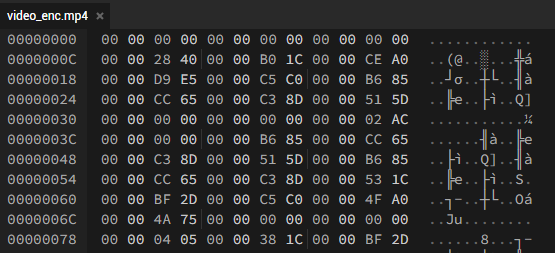 video_enc.mp4 ×
00000000 00 00 00 00 00 00 00 00 00 00 00 00 ............
0000000C 00 00 28 40 00 00 B0 1C 00 00 CE A0 ..(@..░...╬á
00000018 00 00 D9 E5 00 00 C5 C0 00 00 B6 85 ..┘σ..┼└..╢à
00000024 00 00 CC 65 00 00 C3 8D 00 00 51 5D ..╠e..├ì..Q]
00000030 00 00 00 00 00 00 00 00 00 00 02 AC ...........¼
0000003C 00 00 00 00 00 00 B6 85 00 00 CC 65 ......╢à..╠e
00000048 00 00 C3 8D 00 00 51 5D 00 00 B6 85 ..├ì..Q]..╢à
00000054 00 00 CC 65 00 00 C3 8D 00 00 53 1C ..╠e..├ì..S.
00000060 00 00 BF 2D 00 00 C5 C0 00 00 4F A0 ..┐-..┼└..Oá
0000006C 00 00 4A 75 00 00 00 00 00 00 00 00 ..Ju........
00000078 00 00 04 05 00 00 38 1C 00 00 BF 2D ......8...┐-